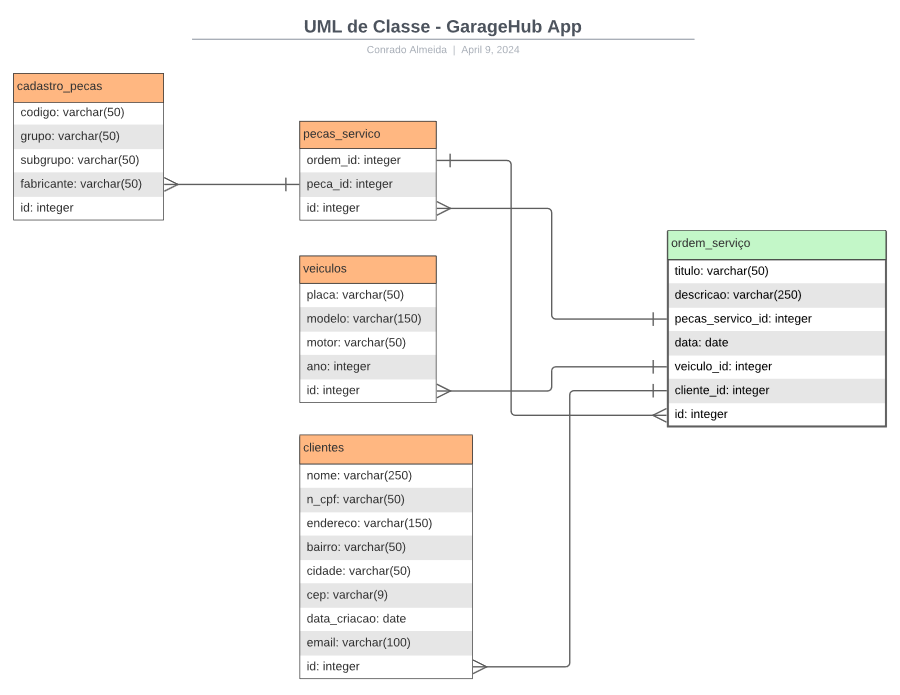 UML de Classe - GarageHub App
Conrado Almeida | April 9, 2024
cadastro_pecas
codigo: varchar(50)
grupo: varchar(50)
subgrupo: varchar(50)
fabricante: varchar(50)
id: integer
pecas_servico
ordem_id: integer
peca_id: integer
id: integer
veiculos
placa: varchar(50)
modelo: varchar(150)
motor: varchar(50)
ano: integer
id: integer
clientes
nome: varchar(250)
n_cpf: varchar(50)
endereco: varchar(150)
bairro: varchar(50)
cidade: varchar(50)
cep: varchar(9)
data_criacao: date
email: varchar(100)
id: integer
ordem_serviço
titulo: varchar(50)
descricao: varchar(250)
pecas_servico_id: integer
data: date
veiculo_id: integer
cliente_id: integer
id: integer